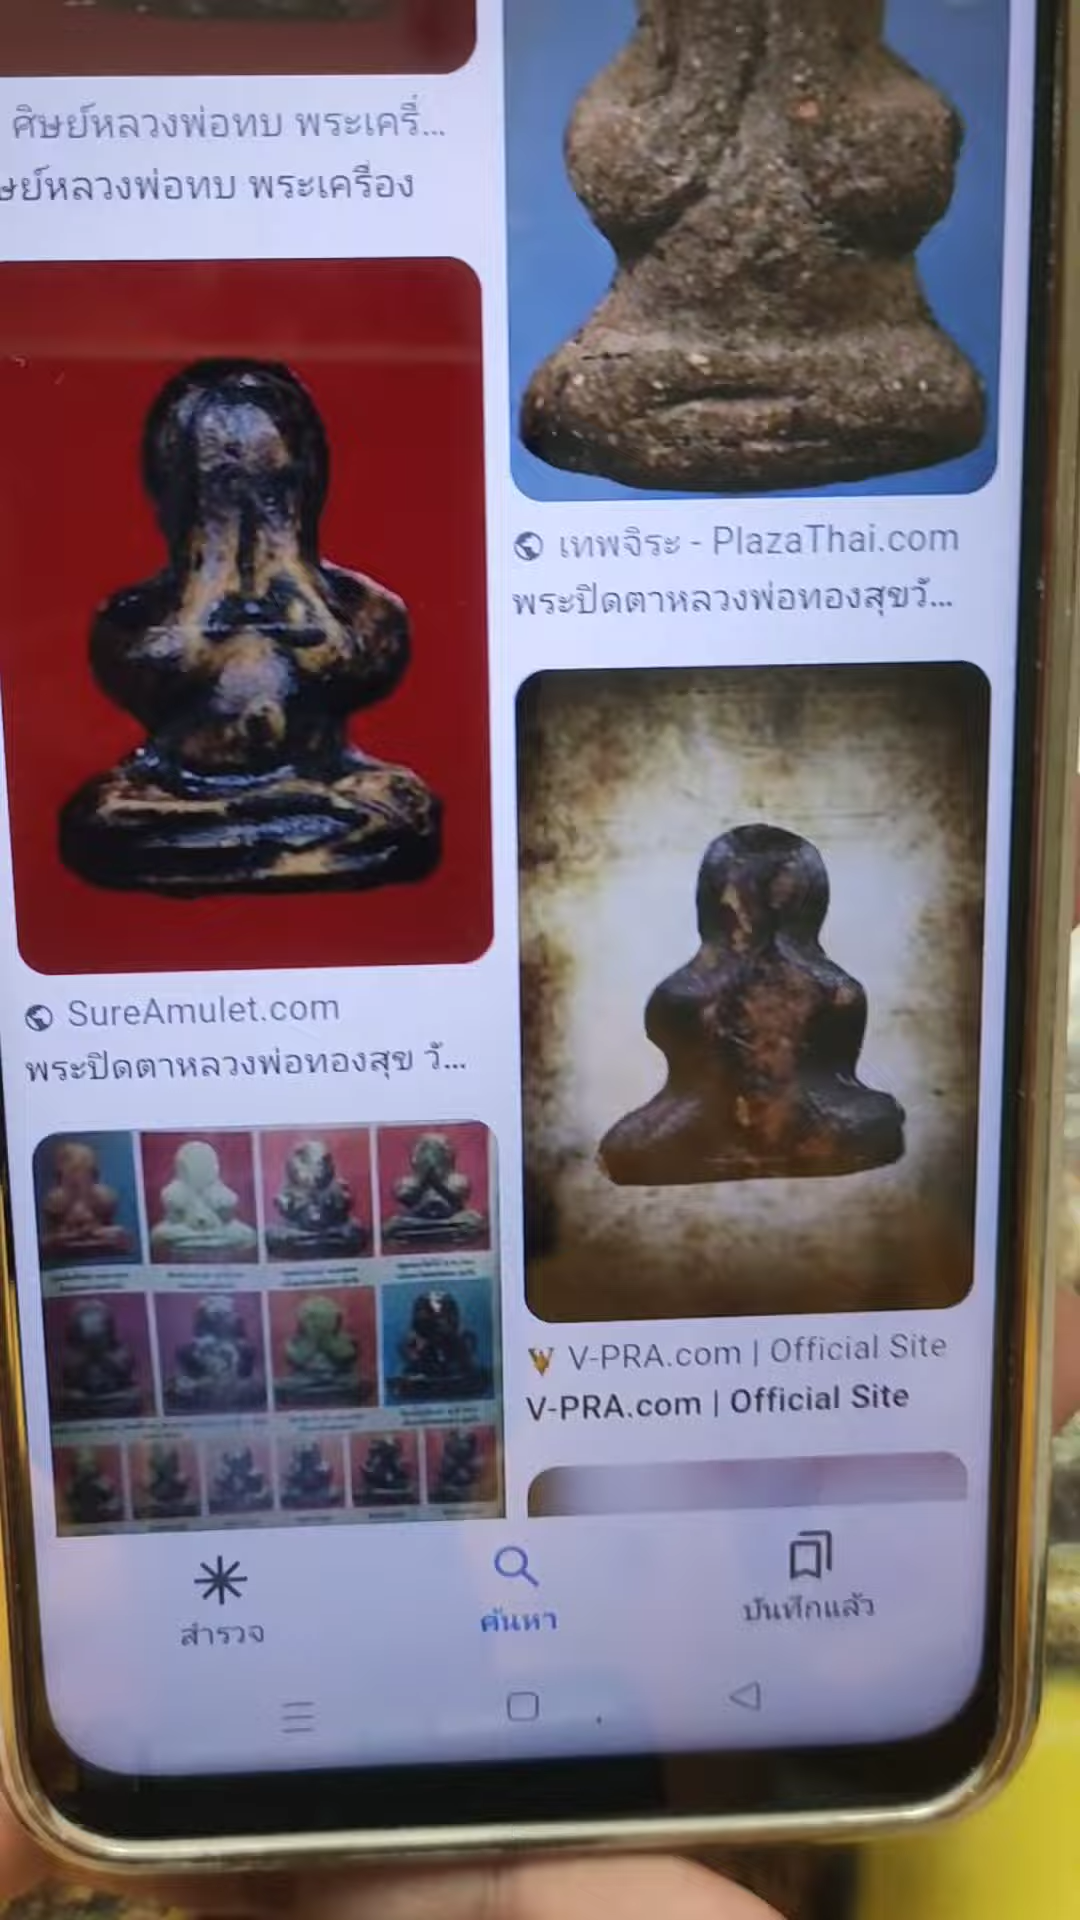 ศิษย์หลวงพ่อทบ พระเครื่...
ษย์หลวงพ่อทบ พระเครื่อง
เทพจิระ - PlazaThai.com
พระปิดตาหลวงพ่อทองสุขวั...
SureAmulet.com
พระปิดตาหลวงพ่อทองสุข วั...
V-PRA.com | Official Site
V-PRA.com | Official Site
สำรวจ
ค้นหา
บันทึกแล้ว